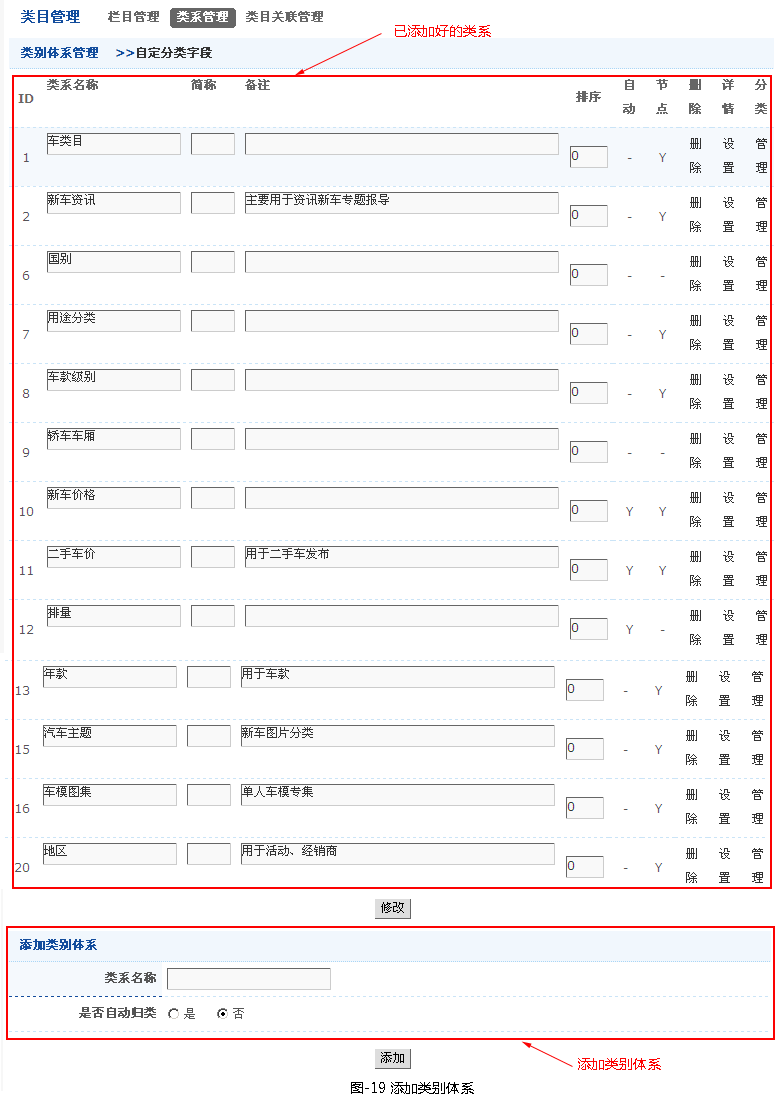 类目管理 栏目管理 类系管理 类目关联管理
已添加好的类系
类别体系管理 >>自定分类字段
ID 类系名称 简称 备注 排序 自动 节点 删除 详情 分类
1 车类目 0 - Y 删除 设置 管理
2 新车资讯 主要用于资讯新车专题报导 0 - Y 删除 设置 管理
6 国别 0 - - 删除 设置 管理
7 用途分类 0 - Y 删除 设置 管理
8 车款级别 0 - Y 删除 设置 管理
9 轿车车厢 0 - - 删除 设置 管理
10 新车价格 0 Y Y 删除 设置 管理
11 二手车价 用于二手车发布 0 Y Y 删除 设置 管理
12 排量 0 Y - 删除 设置 管理
13 年款 用于车款 0 - Y 删除 设置 管理
15 汽车主题 新车图片分类 0 - Y 删除 设置 管理
16 车模图集 单人车模专集 0 - Y 删除 设置 管理
20 地区 用于活动、经销商 0 - Y 删除 设置 管理
修改
添加类别体系
类系名称
是否自动归类 是 否
添加
添加类别体系
图-19 添加类别体系